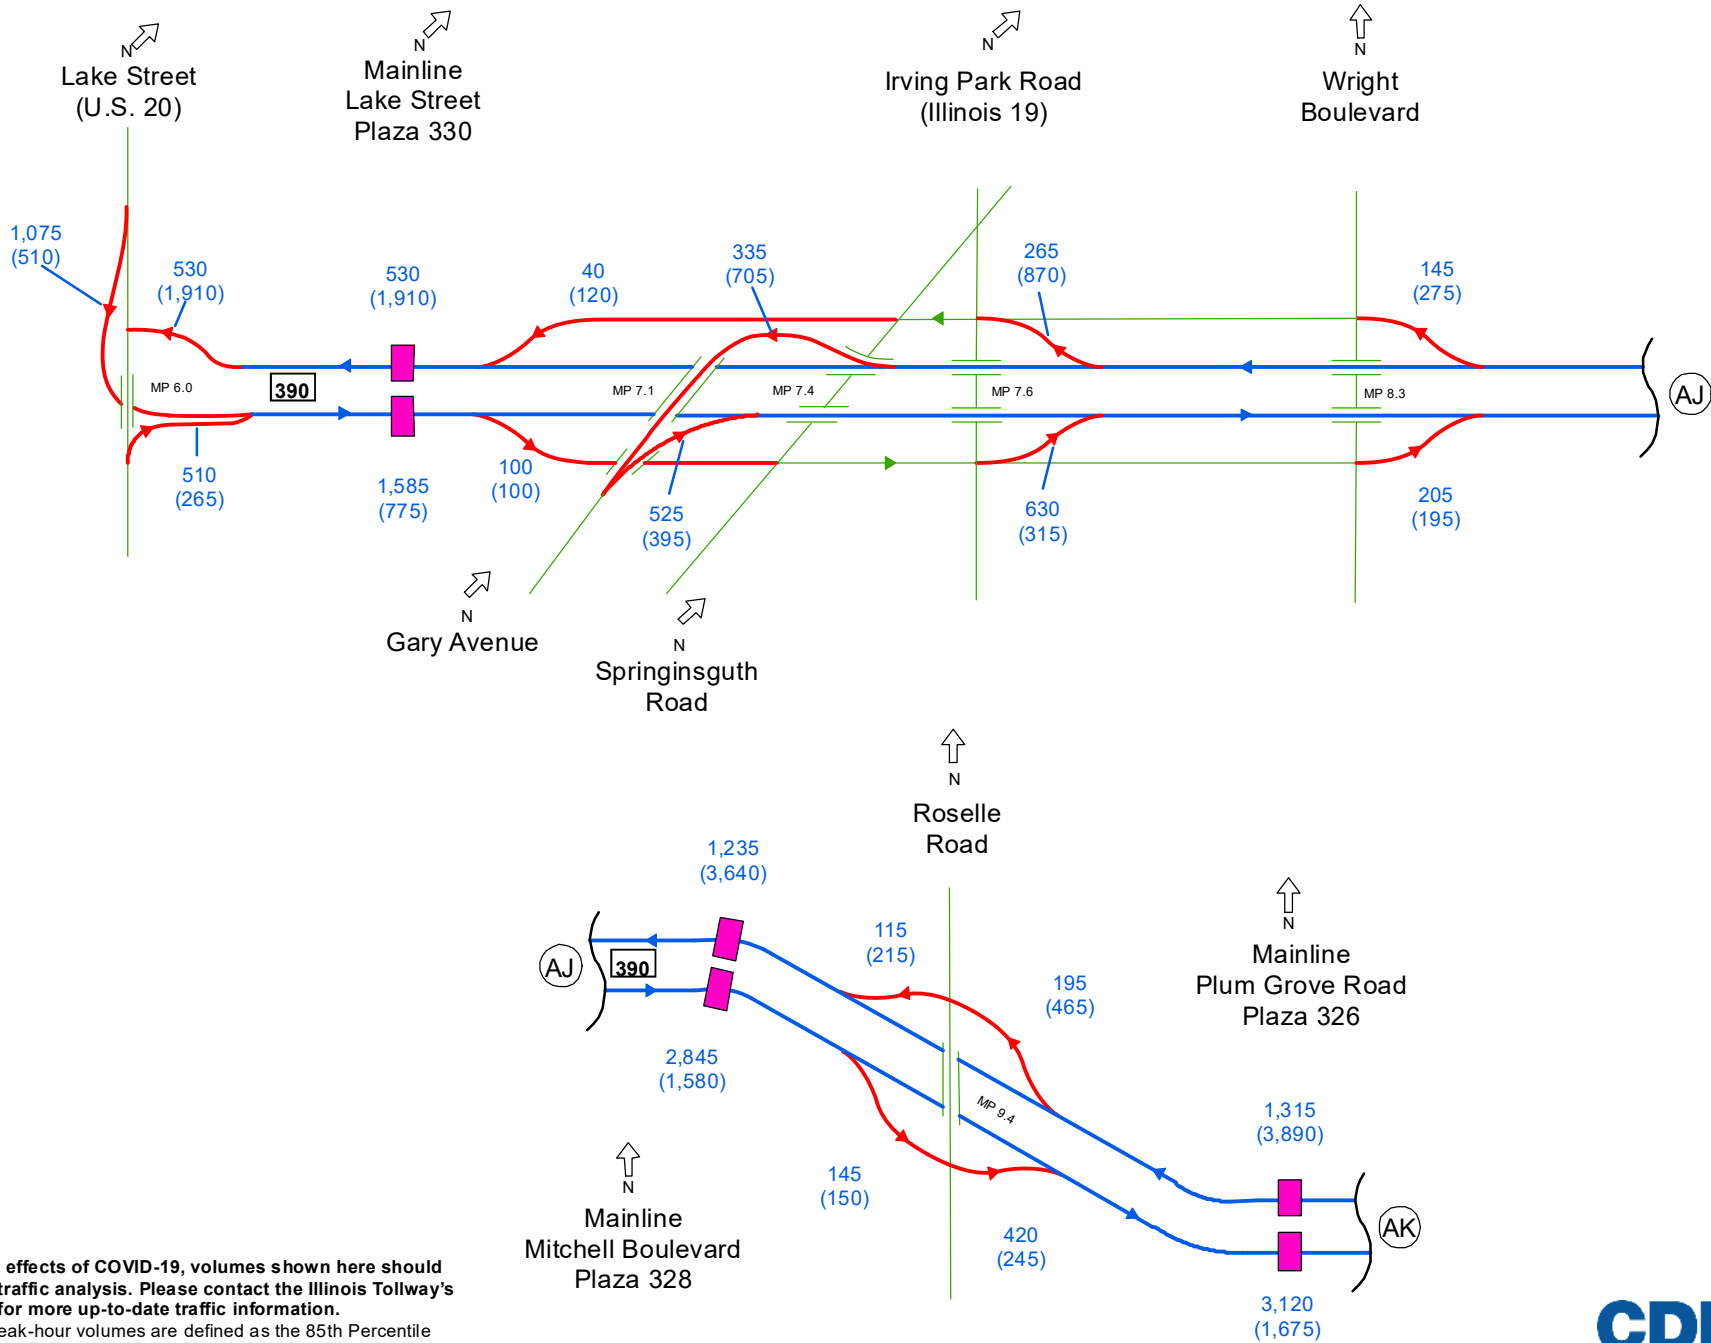 N
Lake Street
(U.S. 20)
N
Mainline
Lake Street
Plaza 330
N
Irving Park Road
(Illinois 19)
N
Wright
Boulevard
1,075
(510)
530
(1,910)
530
(1,910)
40
(120)
335
(705)
265
(870)
145
(275)
MP 6.0
390
MP 7.1
MP 7.4
MP 7.6
MP 8.3
AJ
510
(265)
1,585
(775)
100
(100)
525
(395)
630
(315)
205
(195)
N
Gary Avenue
N
Springinsguth
Road
N
Roselle
Road
1,235
(3,640)
115
(215)
195
(465)
N
Mainline
Plum Grove Road
Plaza 326
AJ
390
2,845
(1,580)
MP 9.4
1,315
(3,890)
145
(150)
420
(245)
N
Mainline
Mitchell Boulevard
Plaza 328
AK
3,120
(1,675)
effects of COVID-19, volumes shown here should
traffic analysis. Please contact the Illinois Tollway's
for more up-to-date traffic information.
eak-hour volumes are defined as the 85th Percentile